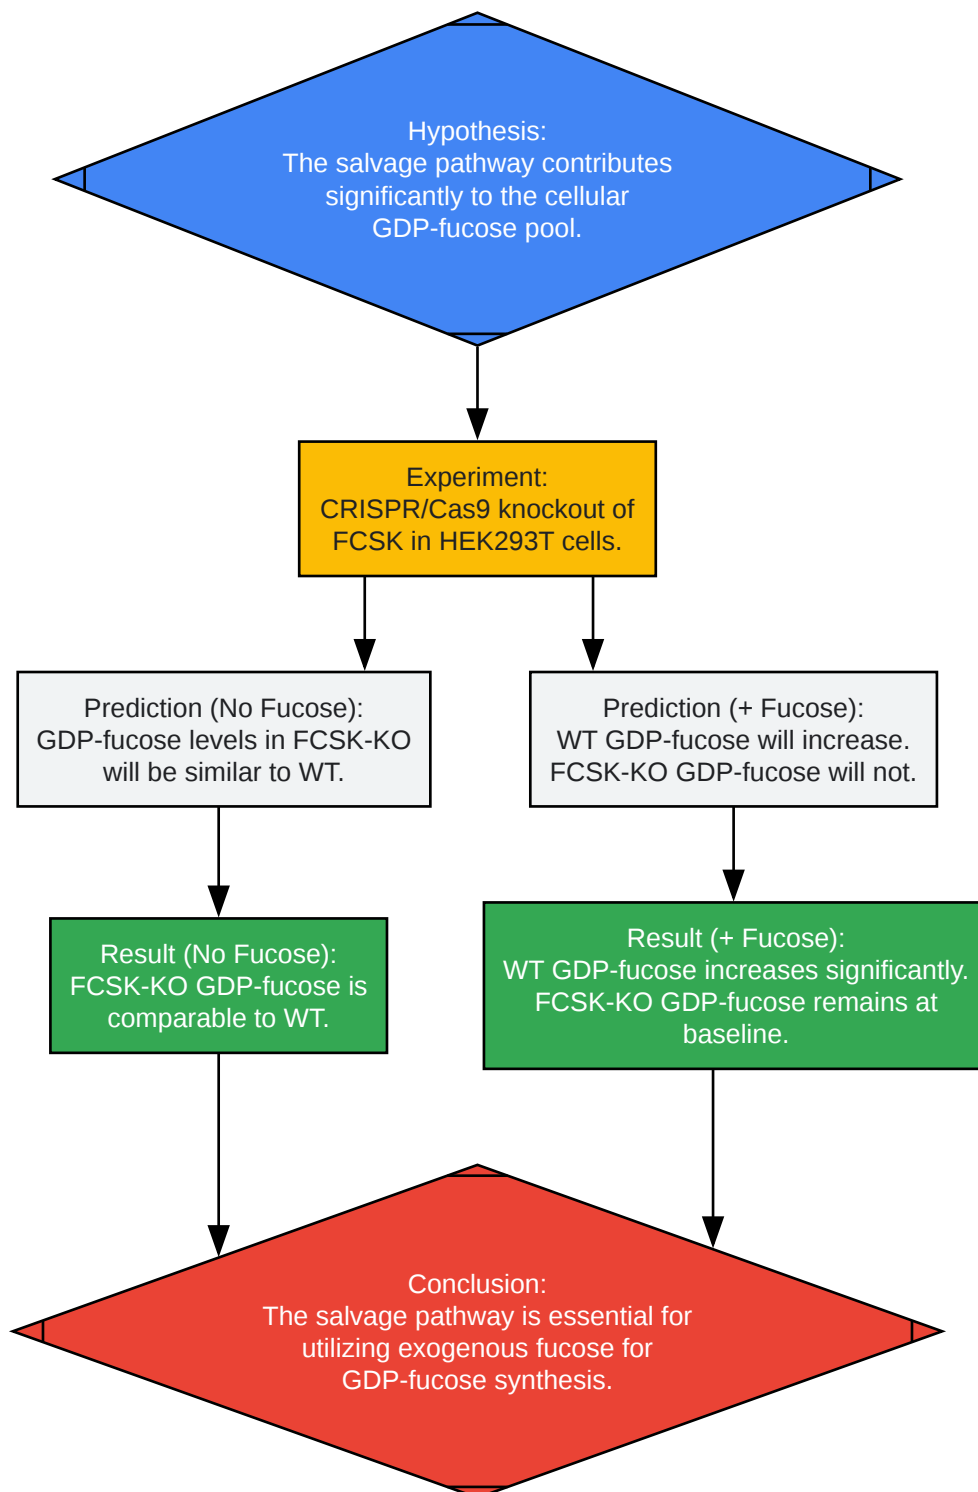 Hypothesis:
The salvage pathway contributes
significantly to the cellular
GDP-fucose pool.
Experiment:
CRISPR/Cas9 knockout of
FCSK in HEK293T cells.
Prediction (No Fucose):
GDP-fucose levels in FCSK-KO
will be similar to WT.
Prediction (+ Fucose):
WT GDP-fucose will increase.
FCSK-KO GDP-fucose will not.
Result (No Fucose):
FCSK-KO GDP-fucose is
comparable to WT.
Result (+ Fucose):
WT GDP-fucose increases significantly.
FCSK-KO GDP-fucose remains at
baseline.
Conclusion:
The salvage pathway is essential for
utilizing exogenous fucose for
GDP-fucose synthesis.